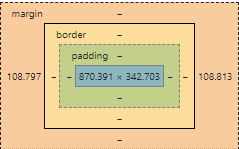 margin –
border –
padding –
108.797 – – 870.391 × 342.703 – – 108.813
–
–
–